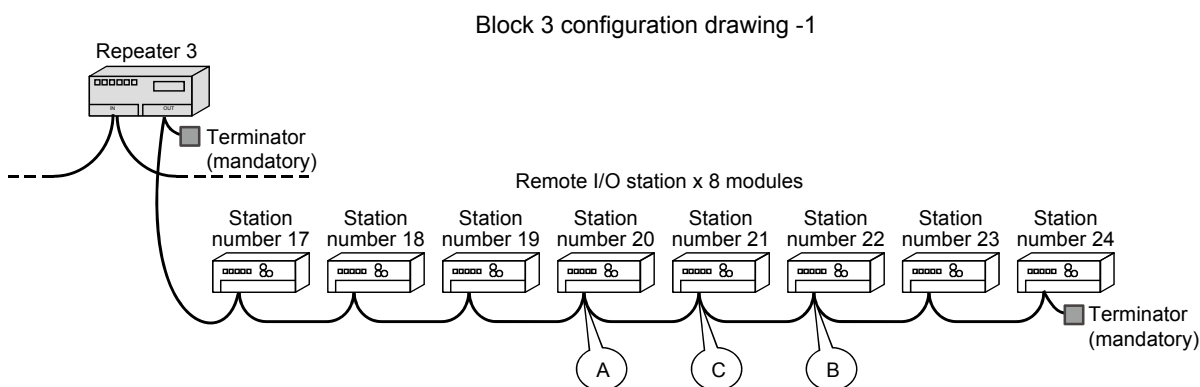 Block 3 configuration drawing -1
Repeater 3
IN
OUT
Terminator
(mandatory)
Remote I/O station x 8 modules
Station
number 17
Station
number 18
Station
number 19
Station
number 20
Station
number 21
Station
number 22
Station
number 23
Station
number 24
Terminator
(mandatory)
A
C
B